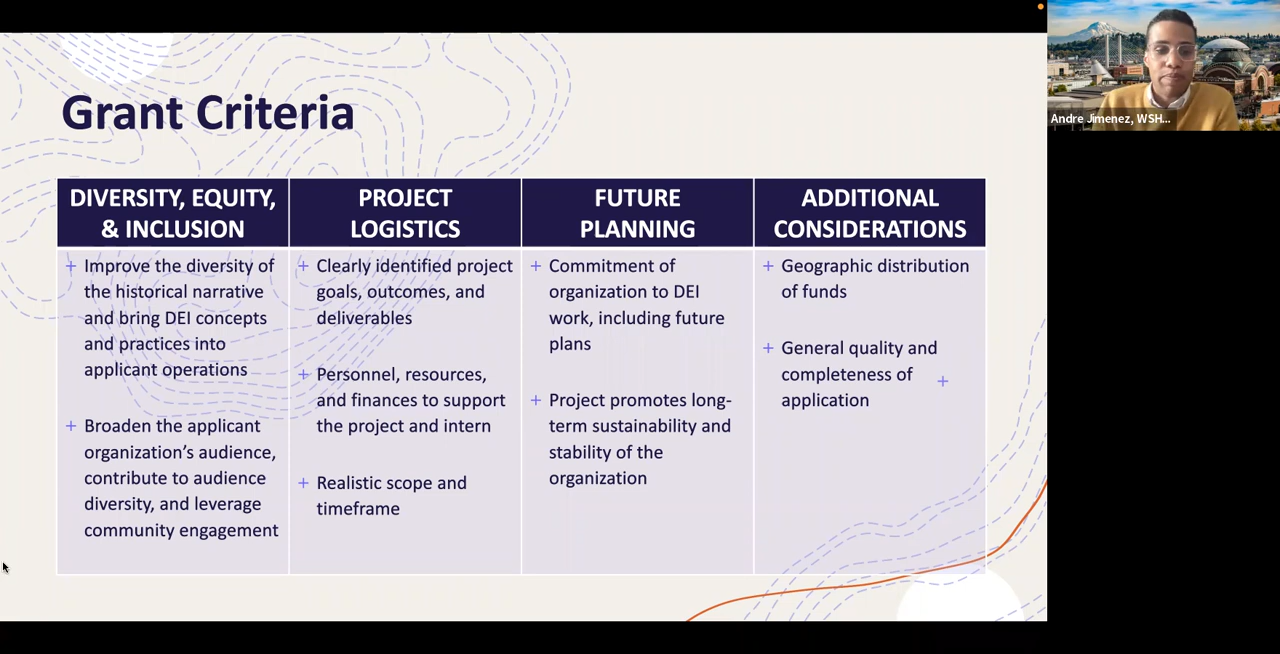 Grant Criteria
DIVERSITY, EQUITY,
& INCLUSION
PROJECT
LOGISTICS
FUTURE
PLANNING
ADDITIONAL
CONSIDERATIONS
+ Improve the diversity of
the historical narrative
and bring DEI concepts
and practices into
applicant operations
+ Broaden the applicant
organization’s audience,
contribute to audience
diversity, and leverage
community engagement
+ Clearly identified project
goals, outcomes, and
deliverables
+ Personnel, resources,
and finances to support
the project and intern
+ Realistic scope and
timeframe
+ Commitment of
organization to DEI
work, including future
plans
+ Project promotes long-
term sustainability and
stability of the
organization
+ Geographic distribution
of funds
+ General quality and
completeness of
application
+
Andre Jimenez, WSH...